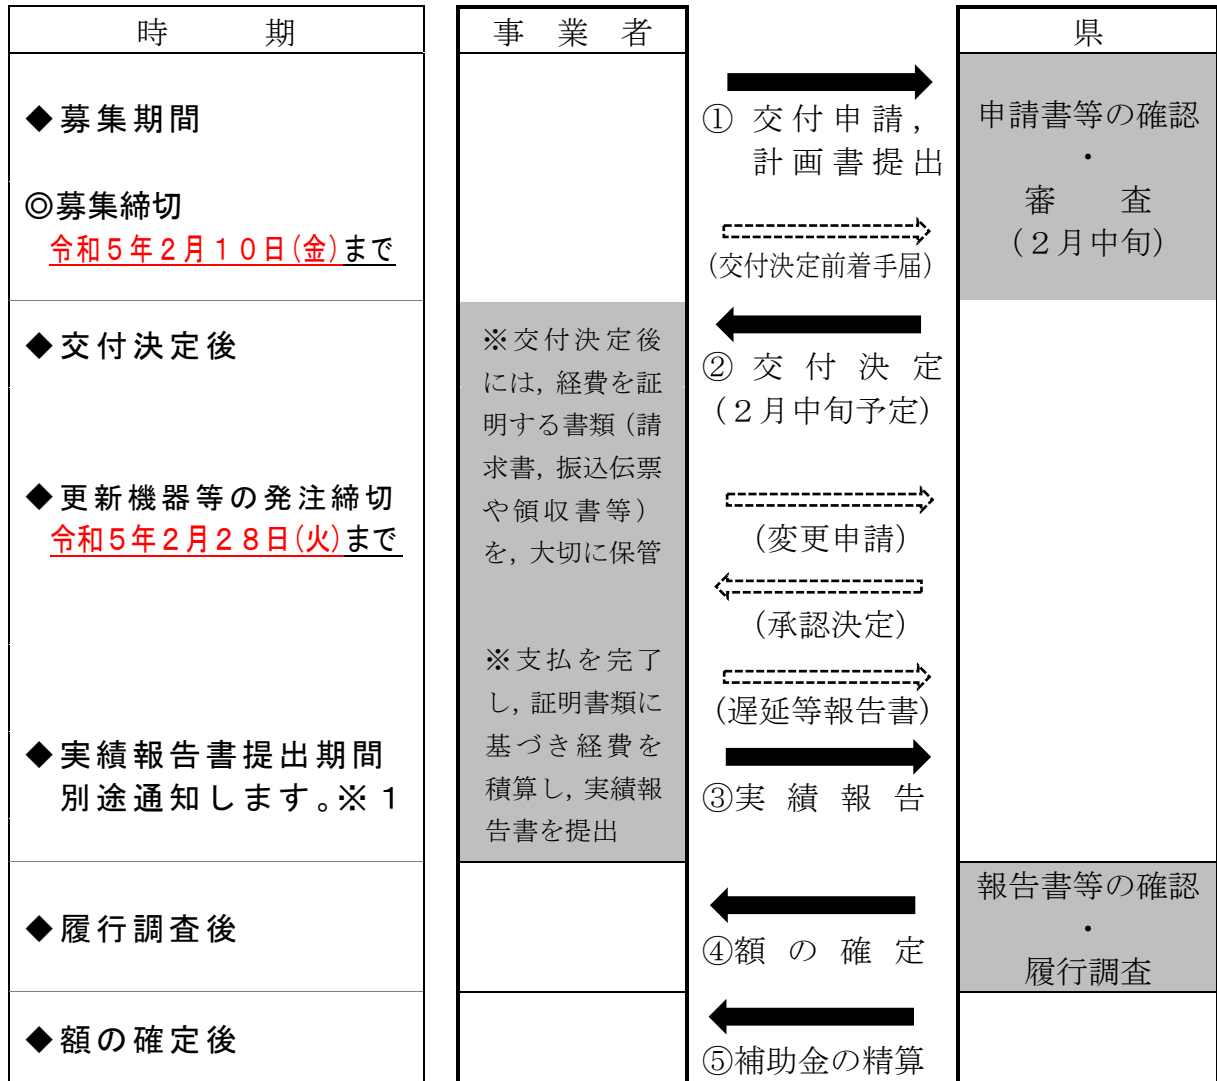 時　期
事業者
県
◆募集期間
◎募集締切
令和５年２月１０日(金)まで
① 交付申請，
計画書提出
(交付決定前着手届)
申請書等の確認
・
審　査
(２月中旬)
◆交付決定後
◆更新機器等の発注締切
令和５年２月２８日(火)まで
◆実績報告書提出期間
別途通知します。※１
※交付決定後
には，経費を証
明する書類（請
求書，振込伝票
や領収書等）
を，大切に保管
※支払を完了
し，証明書類に
基づき経費を
積算し，実績報
告書を提出
② 交付決定
(２月中旬予定)
(変更申請)
(承認決定)
(遅延等報告書)
③実績報告
◆履行調査後
④額の確定
報告書等の確認
・
履行調査
◆額の確定後
⑤補助金の精算